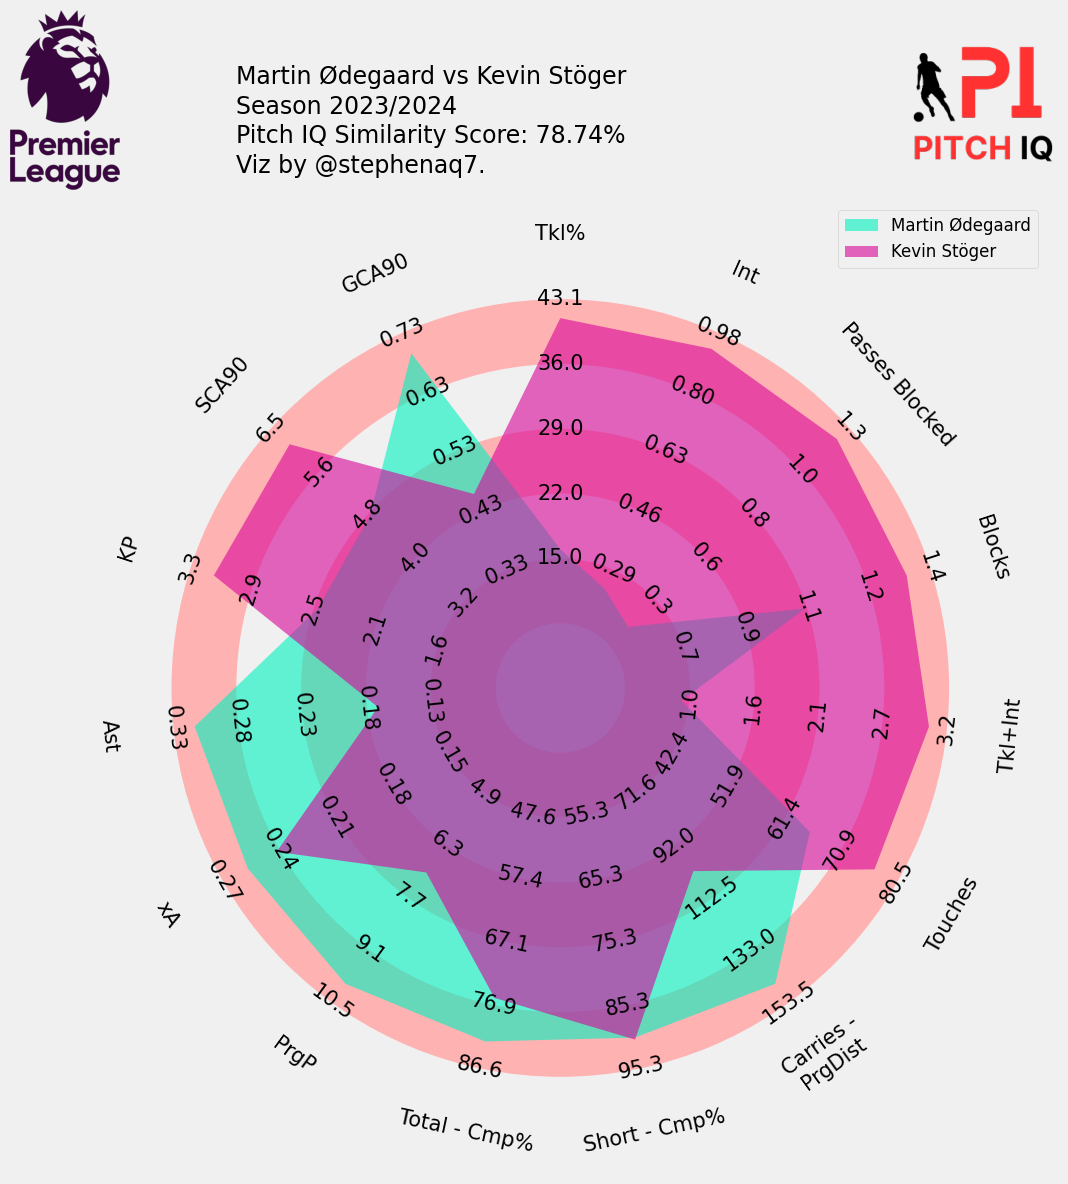 Premier
League
Martin Ødegaard vs Kevin Stöger
Season 2023/2024
Pitch IQ Similarity Score: 78.74%
Viz by @stephenaq7.
PI
PITCH IQ
Martin Ødegaard
Kevin Stöger
Tkl%
15.0
22.0
29.0
36.0
43.1
Int
0.29
0.46
0.63
0.80
0.98
Passes Blocked
0.3
0.6
0.8
1.0
1.3
Blocks
0.7
0.9
1.1
1.2
1.4
Tkl+Int
1.0
1.6
2.1
2.7
3.2
Touches
42.4
51.9
61.4
70.9
80.5
Carries -
PrgDist
71.6
92.0
112.5
133.0
153.5
Short - Cmp%
55.3
65.3
75.3
85.3
95.3
Total - Cmp%
47.6
57.4
67.1
76.9
86.6
PrgP
4.9
6.3
7.7
9.1
10.5
xA
0.15
0.18
0.21
0.24
0.27
Ast
0.13
0.18
0.23
0.28
0.33
KP
1.6
2.1
2.5
2.9
3.3
SCA90
3.2
4.0
4.8
5.6
6.5
GCA90
0.33
0.43
0.53
0.63
0.73